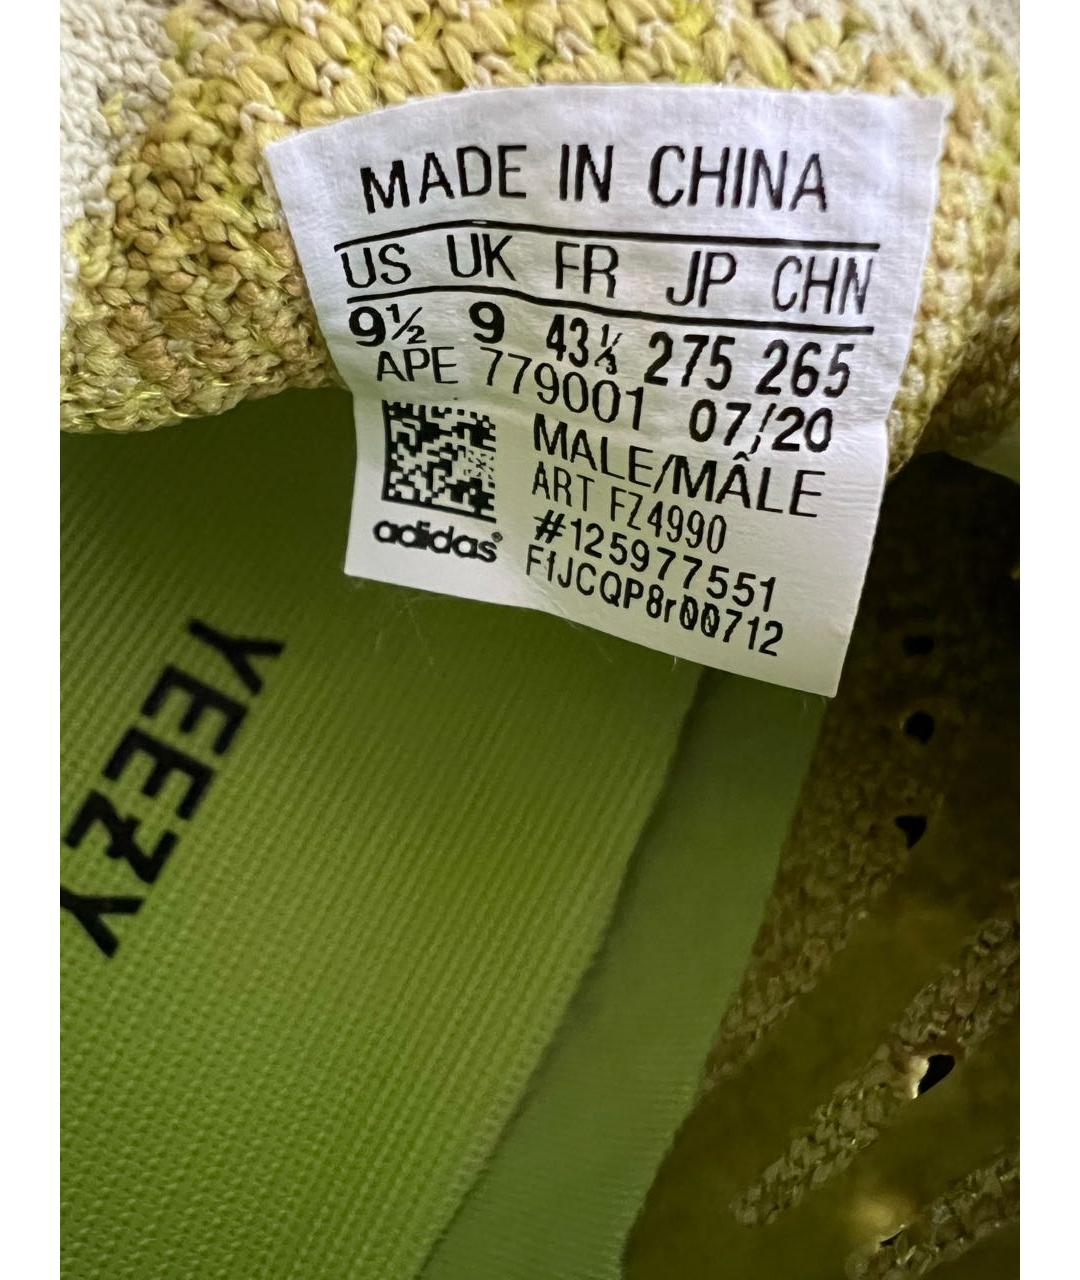 MADE IN CHINA
US UK FR JP CHN
9½ 9 43⅓ 275 265
APE 779001 07/20
MALE/MÂLE
ART FZ4990
#125977551
F1JCQP8r00712
adidas®
YEEZY